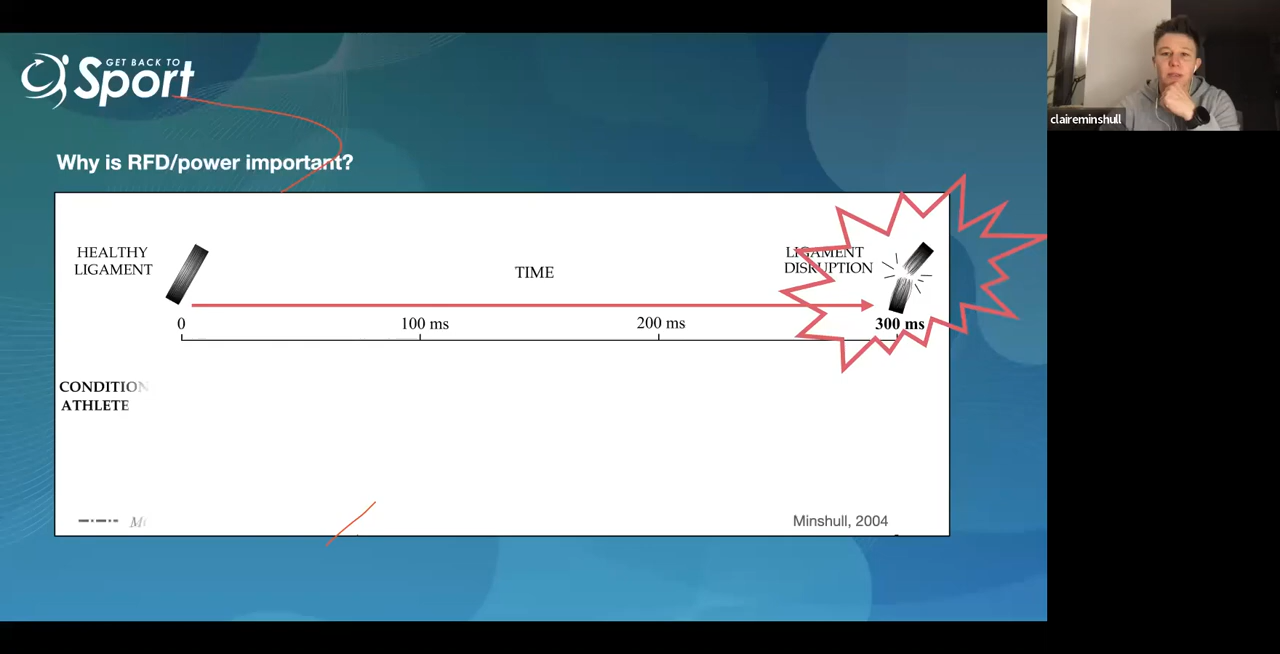 GET BACK TO
Sport
claireminshull
Why is RFD/power important?
HEALTHY
LIGAMENT
TIME
LIGAMENT
DISRUPTION
0
100 ms
200 ms
300 ms
CONDITION
ATHLETE
Minshull, 2004